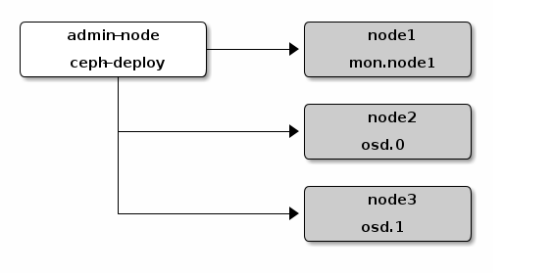 admin-node
ceph-deploy
node1
mon.node1
node2
osd.0
node3
osd.1